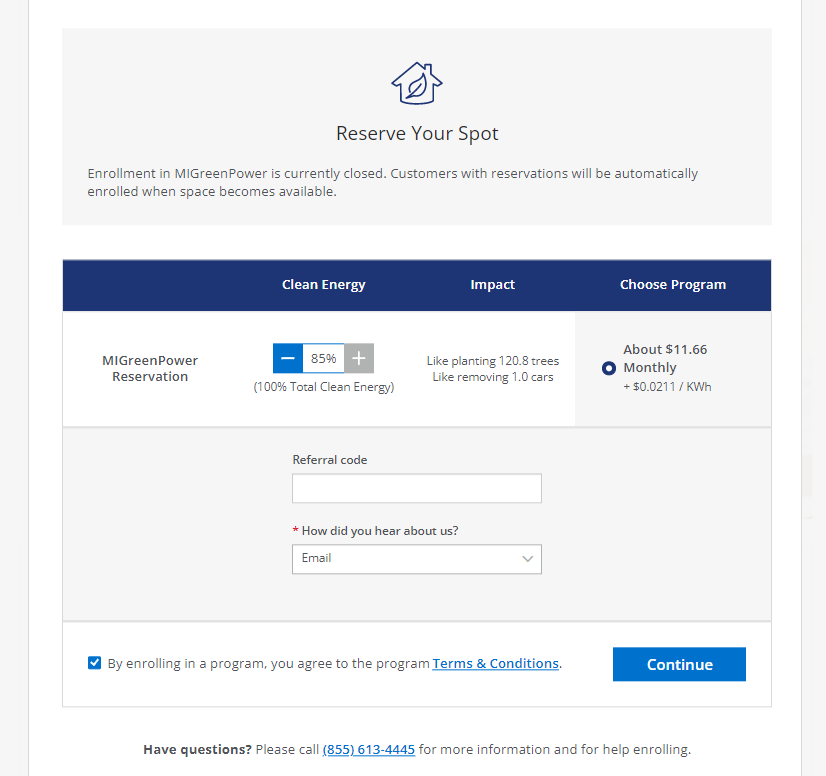 Reserve Your Spot
Enrollment in MIGreenPower is currently closed. Customers with reservations will be automatically
enrolled when space becomes available.
Clean Energy Impact Choose Program
MIGreenPower
Reservation
− 85% +
(100% Total Clean Energy)
Like planting 120.8 trees
Like removing 1.0 cars
About $11.66
Monthly
+ $0.0211 / KWh
Referral code
* How did you hear about us?
Email
By enrolling in a program, you agree to the program Terms & Conditions.
Continue
Have questions? Please call (855) 613-4445 for more information and for help enrolling.